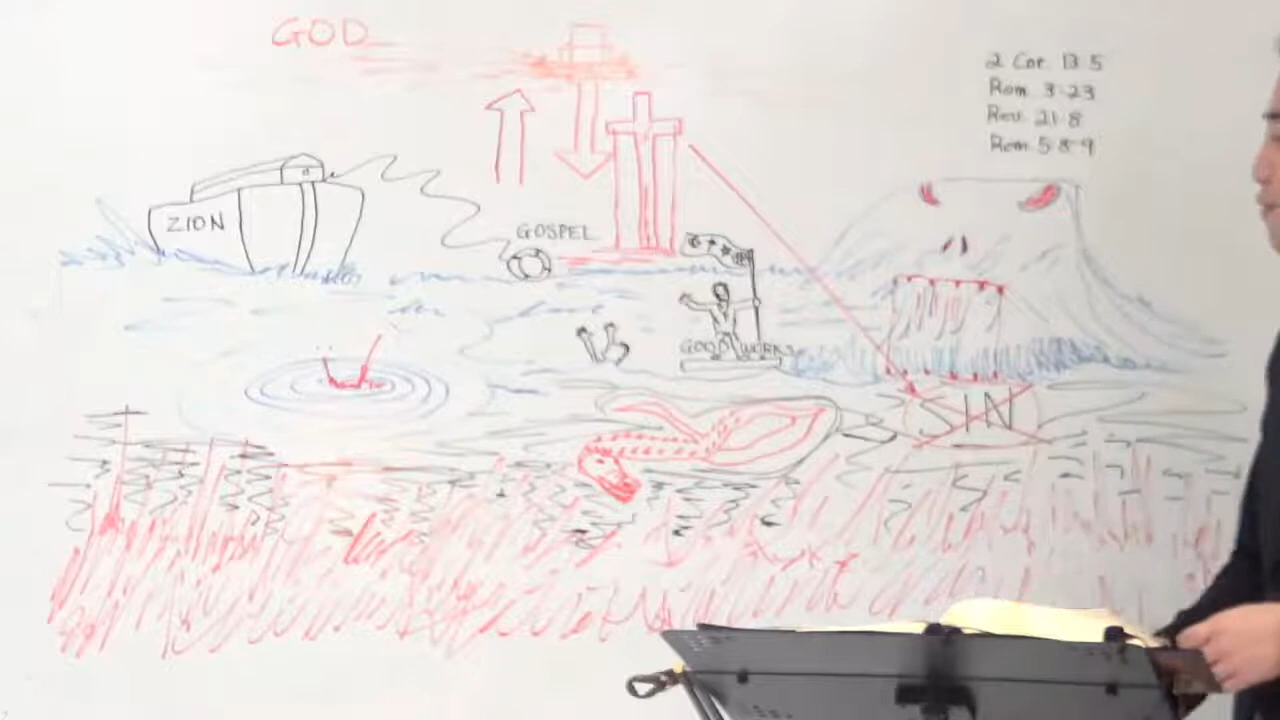 GOD
2 Cor. 13:5
Rom. 3:23
Rev. 21:8
Rom. 5:8-9
ZION
GOSPEL
GOOD WORKS
SIN